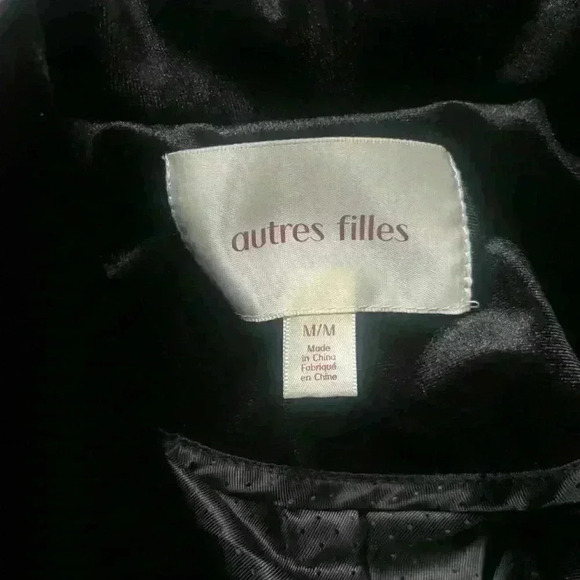 autres filles
M/M
Made
in China
Fabriqué
en Chine